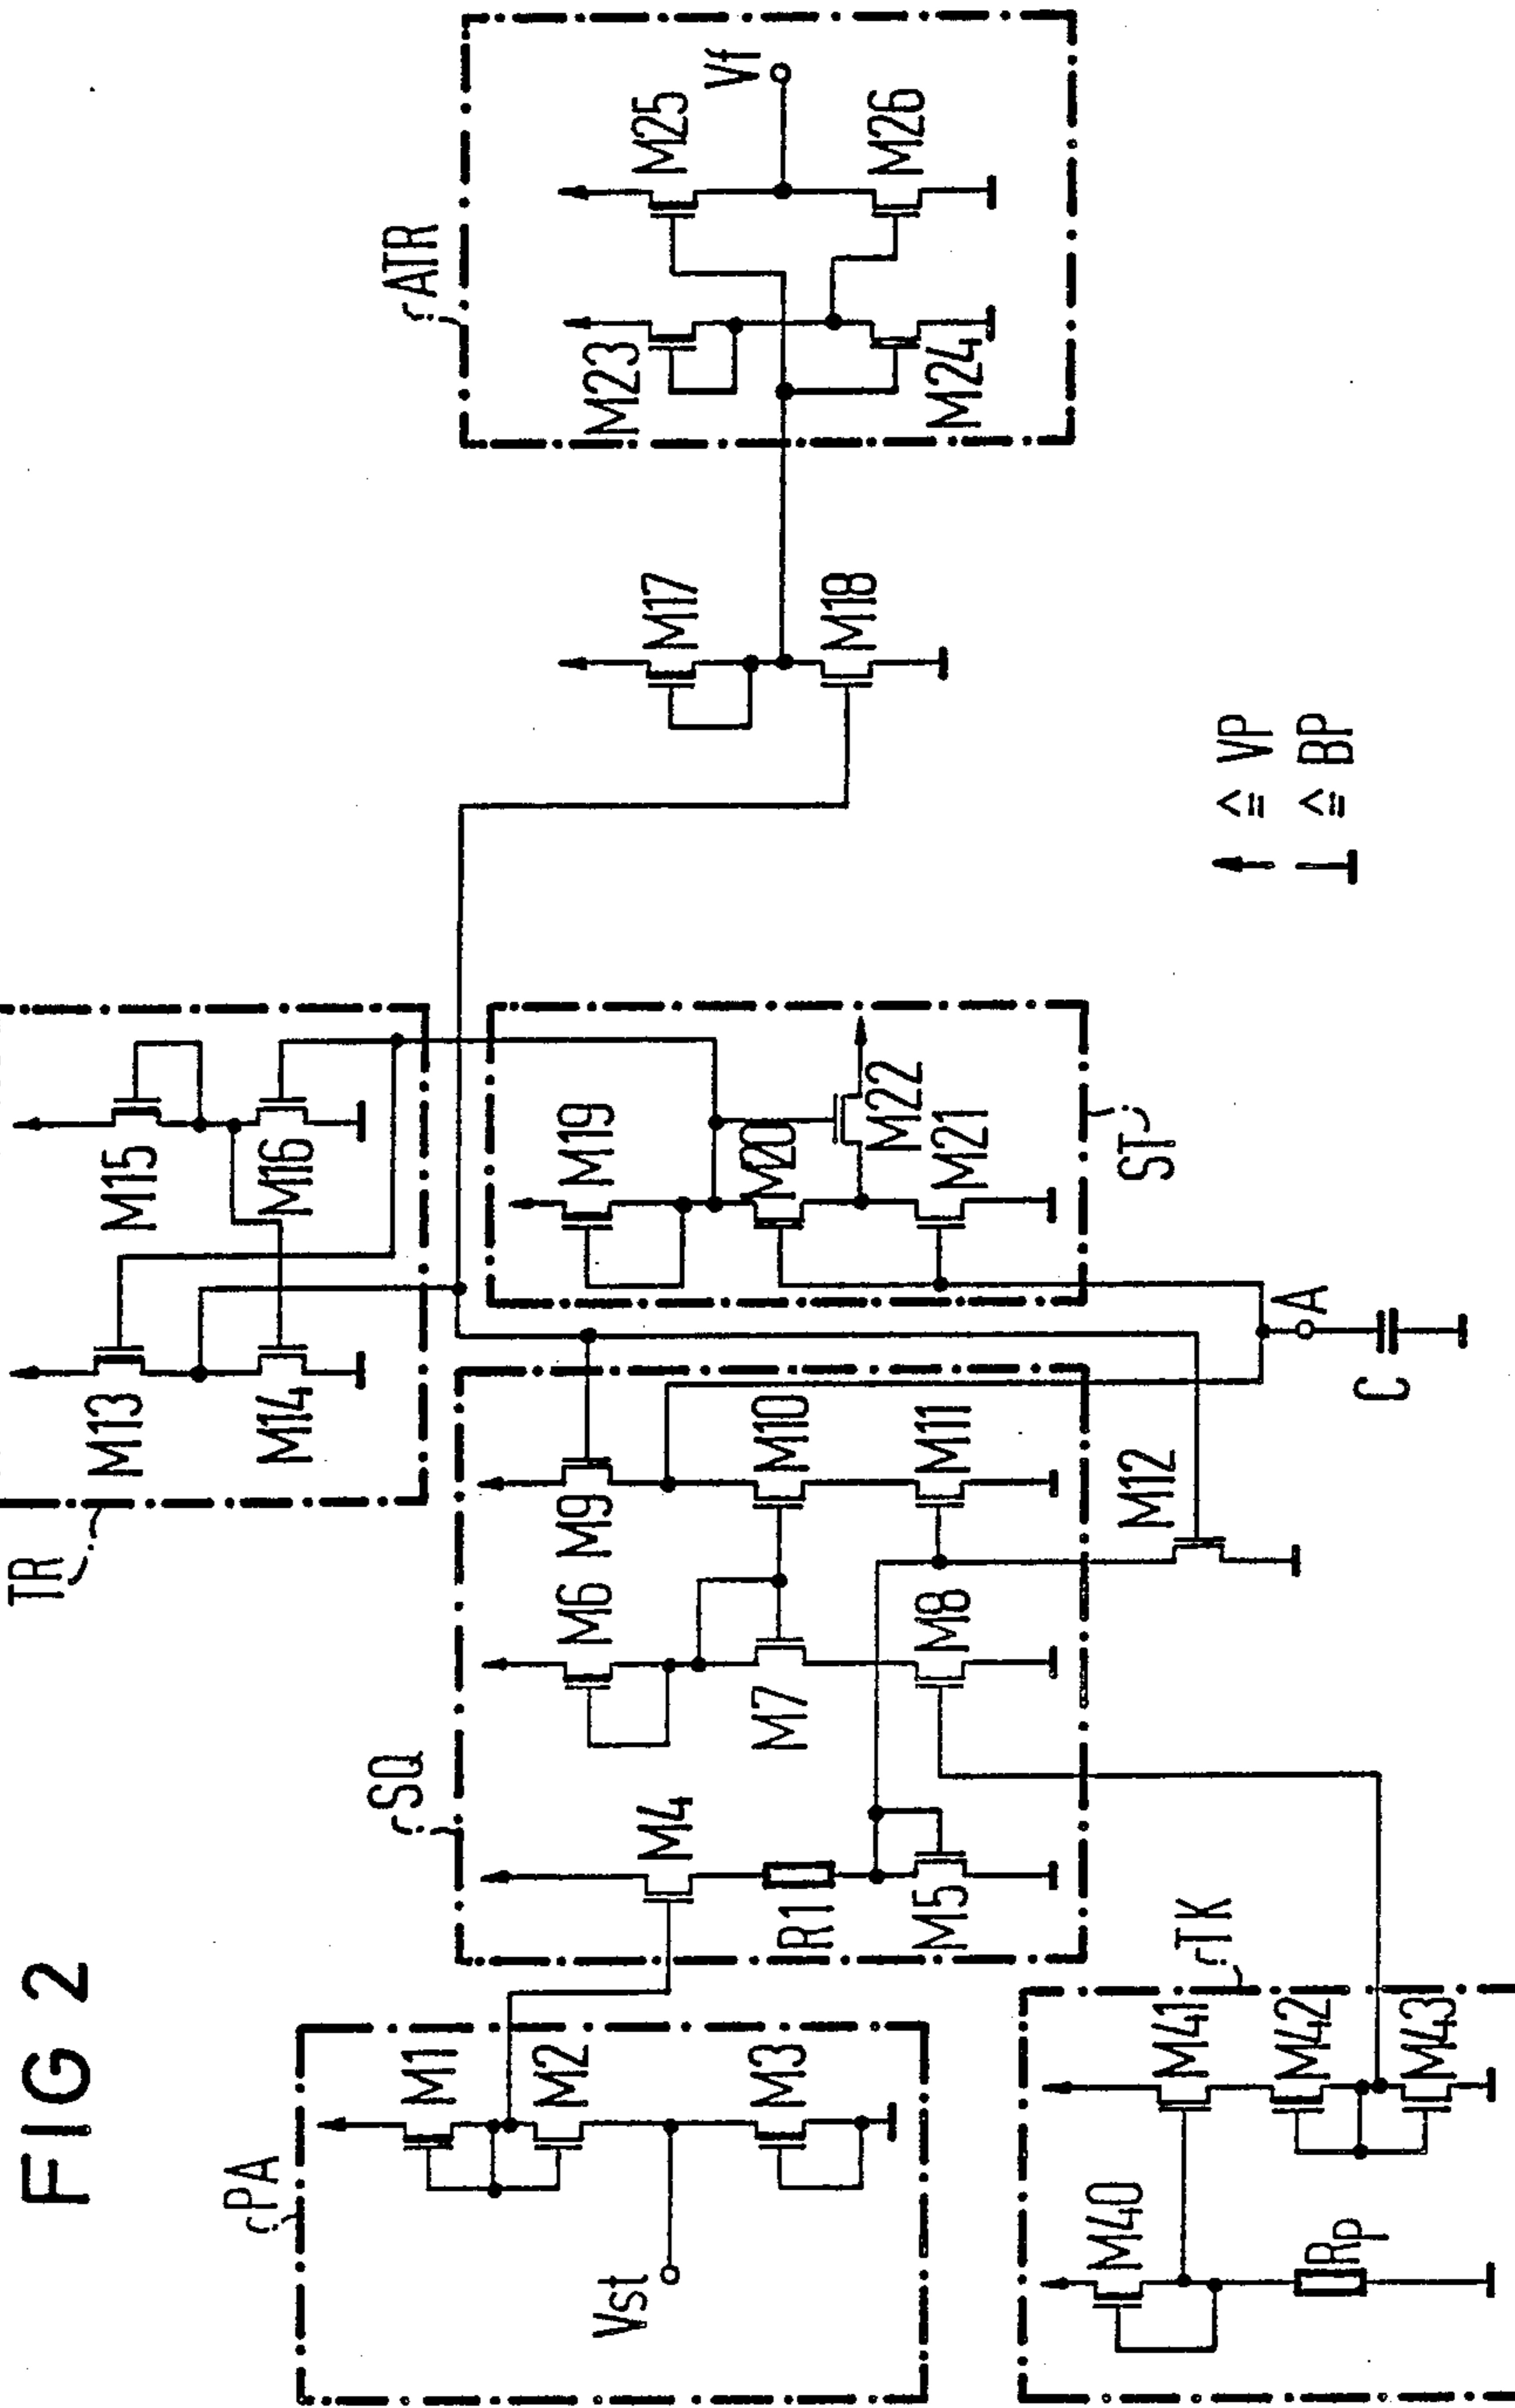 FIG 2
PA
M1
M2
M3
Vst
TK
M40
M41
M42
M43
Rp
SQ
M4
R1
M5
M6
M7
M8
M9
M10
M11
M12
TR
M13
M14
M15
M16
ST
M19
M20
M21
M22
A
C
M17
M18
≙ VP
≙ BP
ATR
M23
M24
M25
M26
Vf